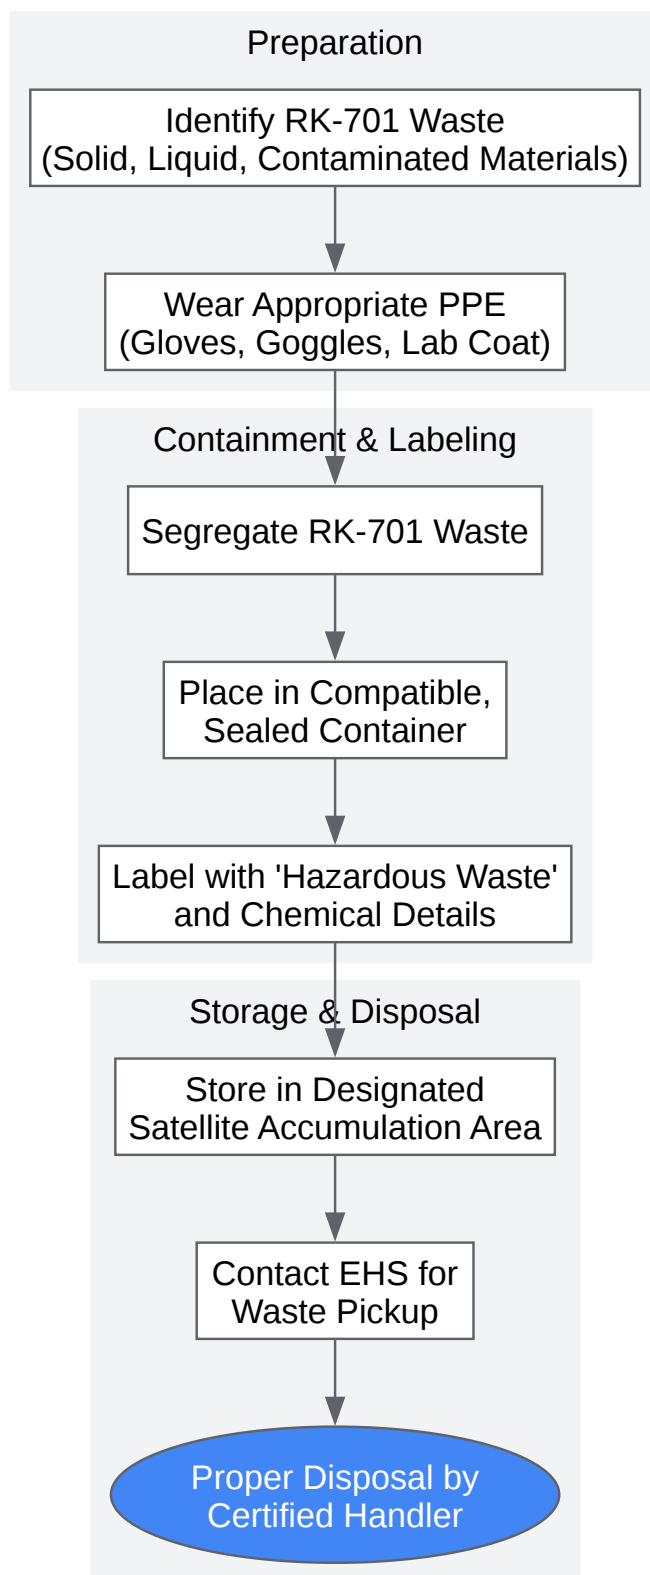 Preparation
Identify RK-701 Waste
(Solid, Liquid, Contaminated Materials)
Wear Appropriate PPE
(Gloves, Goggles, Lab Coat)
Containment & Labeling
Segregate RK-701 Waste
Place in Compatible,
Sealed Container
Label with 'Hazardous Waste'
and Chemical Details
Storage & Disposal
Store in Designated
Satellite Accumulation Area
Contact EHS for
Waste Pickup
Proper Disposal by
Certified Handler